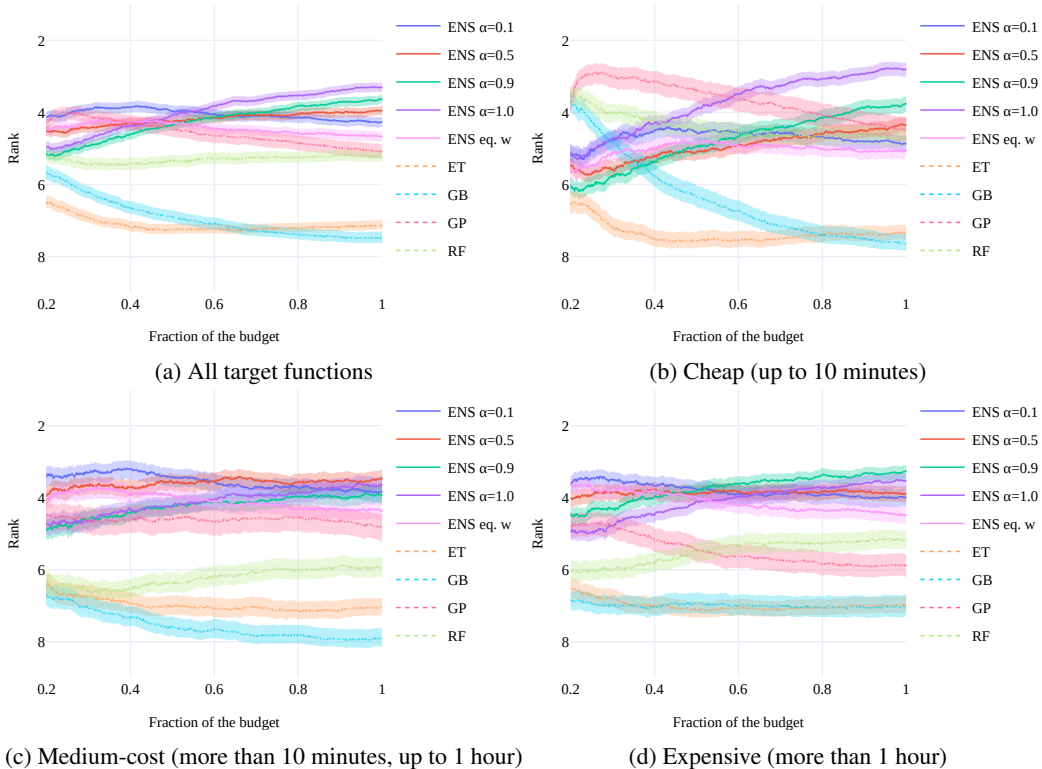 2
4
6
8
Rank
0.2
0.4
0.6
0.8
1
Fraction of the budget
ENS α=0.1
ENS α=0.5
ENS α=0.9
ENS α=1.0
ENS eq. w
ET
GB
GP
RF
(a) All target functions
2
4
6
8
Rank
0.2
0.4
0.6
0.8
1
Fraction of the budget
ENS α=0.1
ENS α=0.5
ENS α=0.9
ENS α=1.0
ENS eq. w
ET
GB
GP
RF
(b) Cheap (up to 10 minutes)
2
4
6
8
Rank
0.2
0.4
0.6
0.8
1
Fraction of the budget
ENS α=0.1
ENS α=0.5
ENS α=0.9
ENS α=1.0
ENS eq. w
ET
GB
GP
RF
(c) Medium-cost (more than 10 minutes, up to 1 hour)
2
4
6
8
Rank
0.2
0.4
0.6
0.8
1
Fraction of the budget
ENS α=0.1
ENS α=0.5
ENS α=0.9
ENS α=1.0
ENS eq. w
ET
GB
GP
RF
(d) Expensive (more than 1 hour)